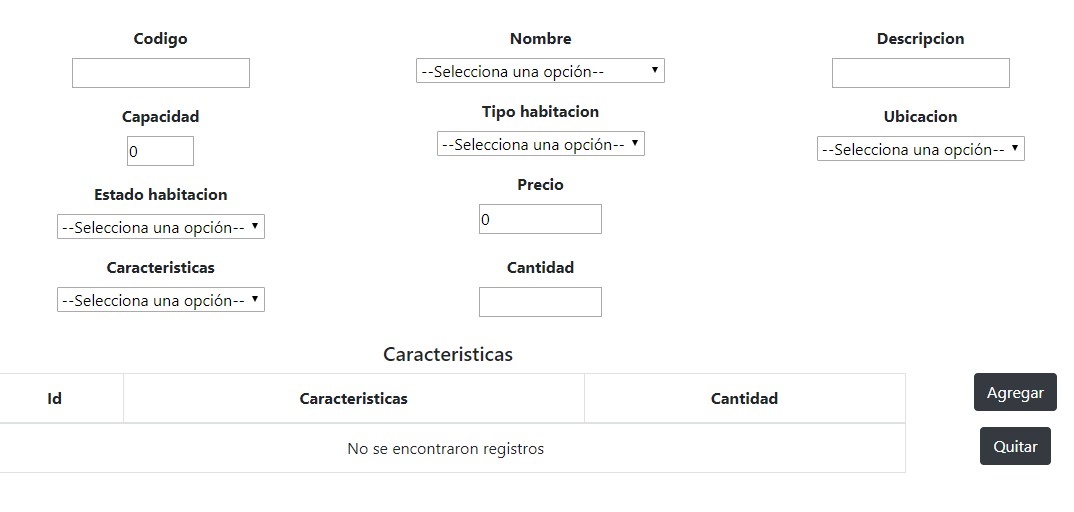 Codigo Nombre Descripcion
--Selecciona una opción--
Capacidad Tipo habitacion Ubicacion
0 --Selecciona una opción-- --Selecciona una opción--
Estado habitacion Precio
--Selecciona una opción-- 0
Caracteristicas Cantidad
--Selecciona una opción--
Caracteristicas
Id Caracteristicas Cantidad Agregar
No se encontraron registros Quitar